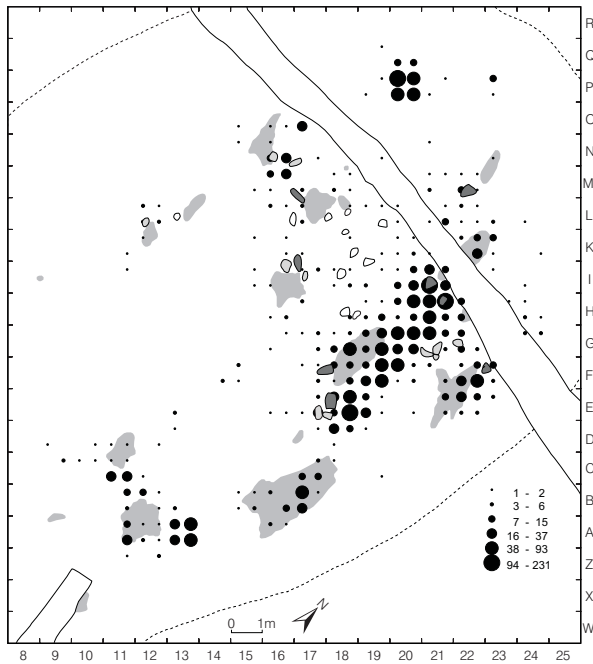 R
Q
P
O
N
M
L
K
I
H
G
F
E
D
C
B
A
Z
X
W
1 - 2
3 - 6
7 - 15
16 - 37
38 - 93
94 - 231
0 1m
N
8 9 10 11 12 13 14 15 16 17 18 19 20 21 22 23 24 25